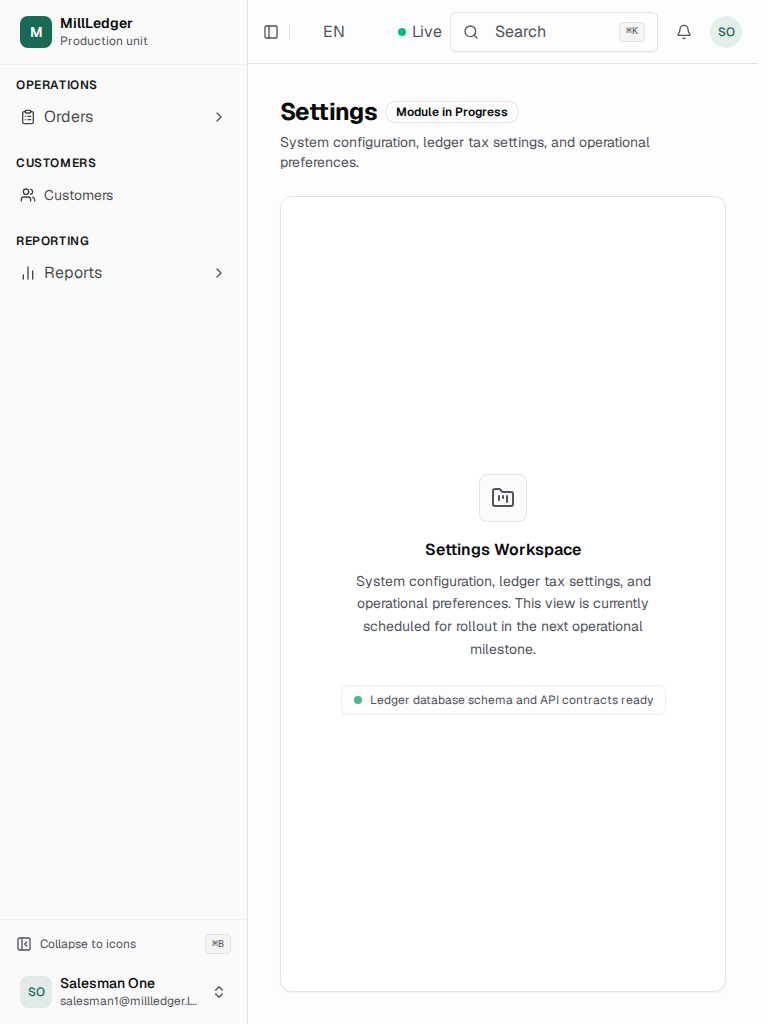 M
MillLedger
Production unit
OPERATIONS
Orders
CUSTOMERS
Customers
REPORTING
Reports
Collapse to icons
⌘B
SO
Salesman One
salesman1@millledger.l...
EN
Live
Search
⌘K
SO
Settings
Module in Progress
System configuration, ledger tax settings, and operational
preferences.
Settings Workspace
System configuration, ledger tax settings, and
operational preferences. This view is currently
scheduled for rollout in the next operational
milestone.
Ledger database schema and API contracts ready